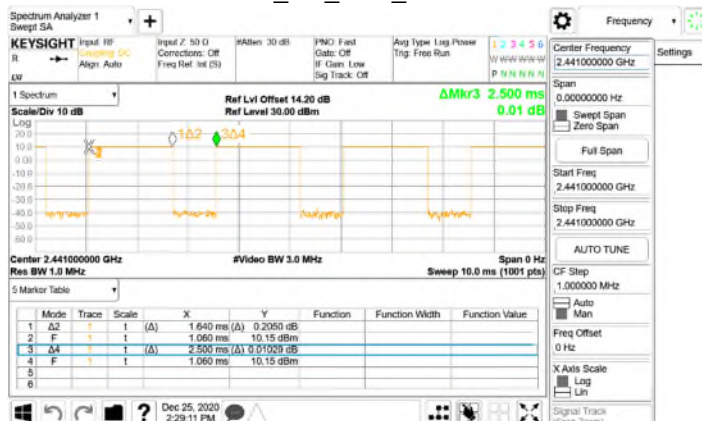 Spectrum Analyzer 1
Swept SA
+
Frequency
KEYSIGHT
Input: RF
Coupling: DC
Align: Auto
Input Z: 50 Ω
Corrections: Off
Freq Ref: Int (S)
#Atten: 30 dB
PNO: Fast
Gate: Off
IF Gain: Low
Sig Track: Off
Avg Type: Log-Power
Trig: Free Run
1 2 3 4 5 6
W W W W W W
P N N N N N
R
LXI
1 Spectrum
Scale/Div 10 dB
Ref Lvl Offset 14.20 dB
Ref Level 30.00 dBm
ΔMkr3 2.500 ms
0.01 dB
Log
20.0
10.0
0.00
-10.0
-20.0
-30.0
-40.0
-50.0
-60.0
1Δ2
3Δ4
Center 2.441000000 GHz
Res BW 1.0 MHz
#Video BW 3.0 MHz
Span 0 Hz
Sweep 10.0 ms (1001 pts)
5 Marker Table
Mode Trace Scale X Y Function Function Width Function Value
1 Δ2 1 t (Δ) 1.640 ms (Δ) 0.2050 dB
2 F 1 t 1.060 ms 10.15 dBm
3 Δ4 1 t (Δ) 2.500 ms (Δ) 0.01029 dB
4 F 1 t 1.060 ms 10.15 dBm
5
6
?
Dec 25, 2020
2:29:11 PM
Center Frequency
2.441000000 GHz
Settings
Span
0.00000000 Hz
Swept Span
Zero Span
Full Span
Start Freq
2.441000000 GHz
Stop Freq
2.441000000 GHz
AUTO TUNE
CF Step
1.000000 MHz
Auto
Man
Freq Offset
0 Hz
X Axis Scale
Log
Lin
Signal Track
(Span Zoom)